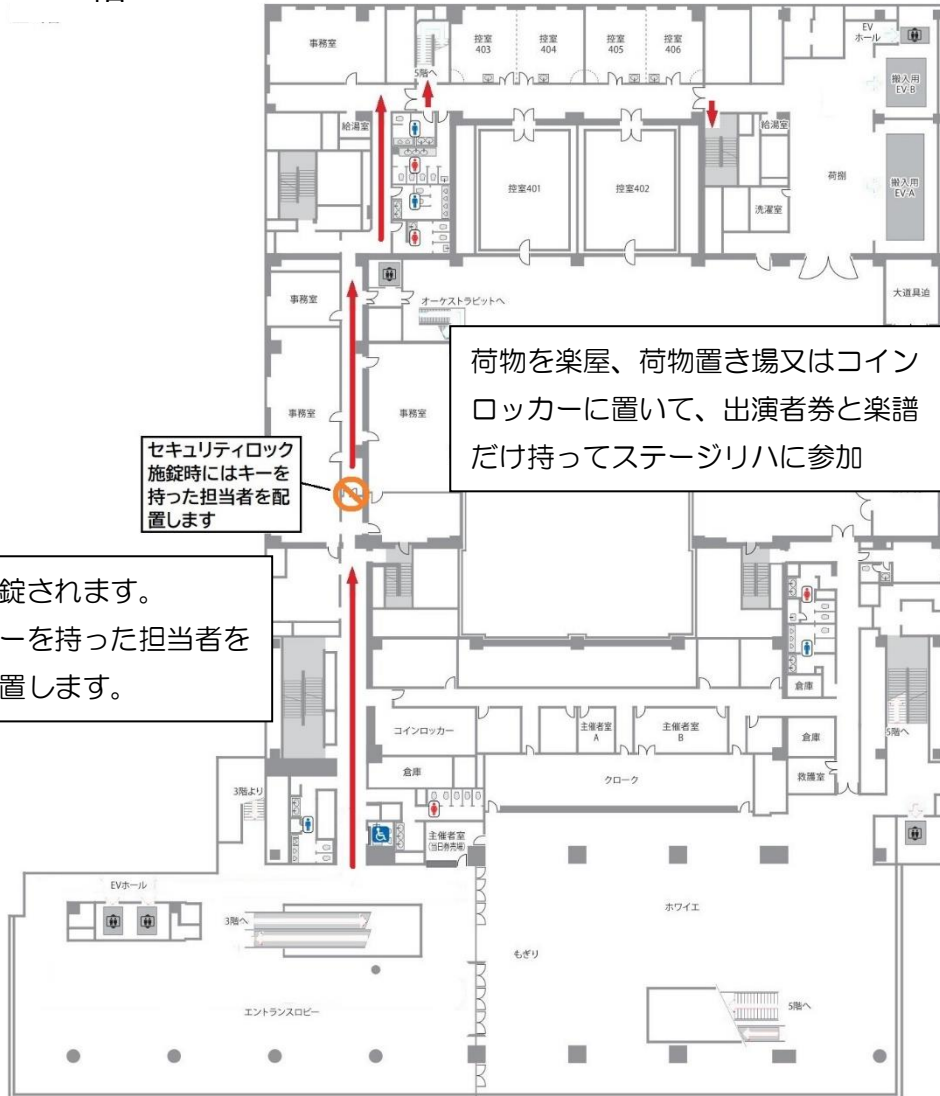 階
事務室
5階へ
控室
403
控室
404
控室
405
控室
406
EV
ホール
搬入用
EV-B
給湯室
控室401
控室402
給湯室
荷捌
搬入用
EV-A
洗濯室
事務室
オーケストラピットへ
大道具迫
荷物を楽屋、荷物置き場又はコイン
ロッカーに置いて、出演者券と楽譜
だけ持ってステージリハに参加
事務室
事務室
セキュリティロック
施錠時にはキーを
持った担当者を配
置します
錠されます。
ーを持った担当者を
置します。
倉庫
コインロッカー
主催者室
A
主催者室
B
倉庫
5階へ
倉庫
クローク
救護室
3階より
主催者室
(当日券売場)
EVホール
3階へ
ホワイエ
もぎり
エントランスロビー
5階へ